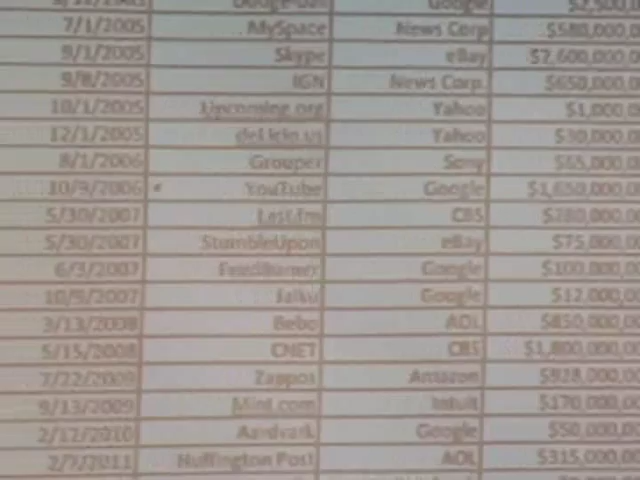 Dodgeball Google
7/1/2005 MySpace News Corp $580,000,0
9/1/2005 Skype eBay $2,600,000,0
9/8/2005 IGN News Corp. $650,000,0
10/1/2005 Upcoming.org Yahoo $1,000,0
12/1/2005 del.icio.us Yahoo $30,000,0
8/1/2006 Grouper Sony $65,000,0
10/9/2006 YouTube Google $1,650,000,0
5/30/2007 Last.fm CBS $280,000,0
5/30/2007 StumbleUpon eBay $75,000,0
6/3/2007 FeedBurner Google $100,000,0
10/9/2007 Jaiku Google $12,000,0
3/13/2008 Bebo AOL $850,000,0
5/15/2008 CNET CBS $1,800,000,0
7/22/2009 Zappos Amazon $928,000,0
9/13/2009 Mint.com Intuit $170,000,0
2/12/2010 Aardvark Google $50,000,0
2/7/2011 Huffington Post AOL $315,000,0